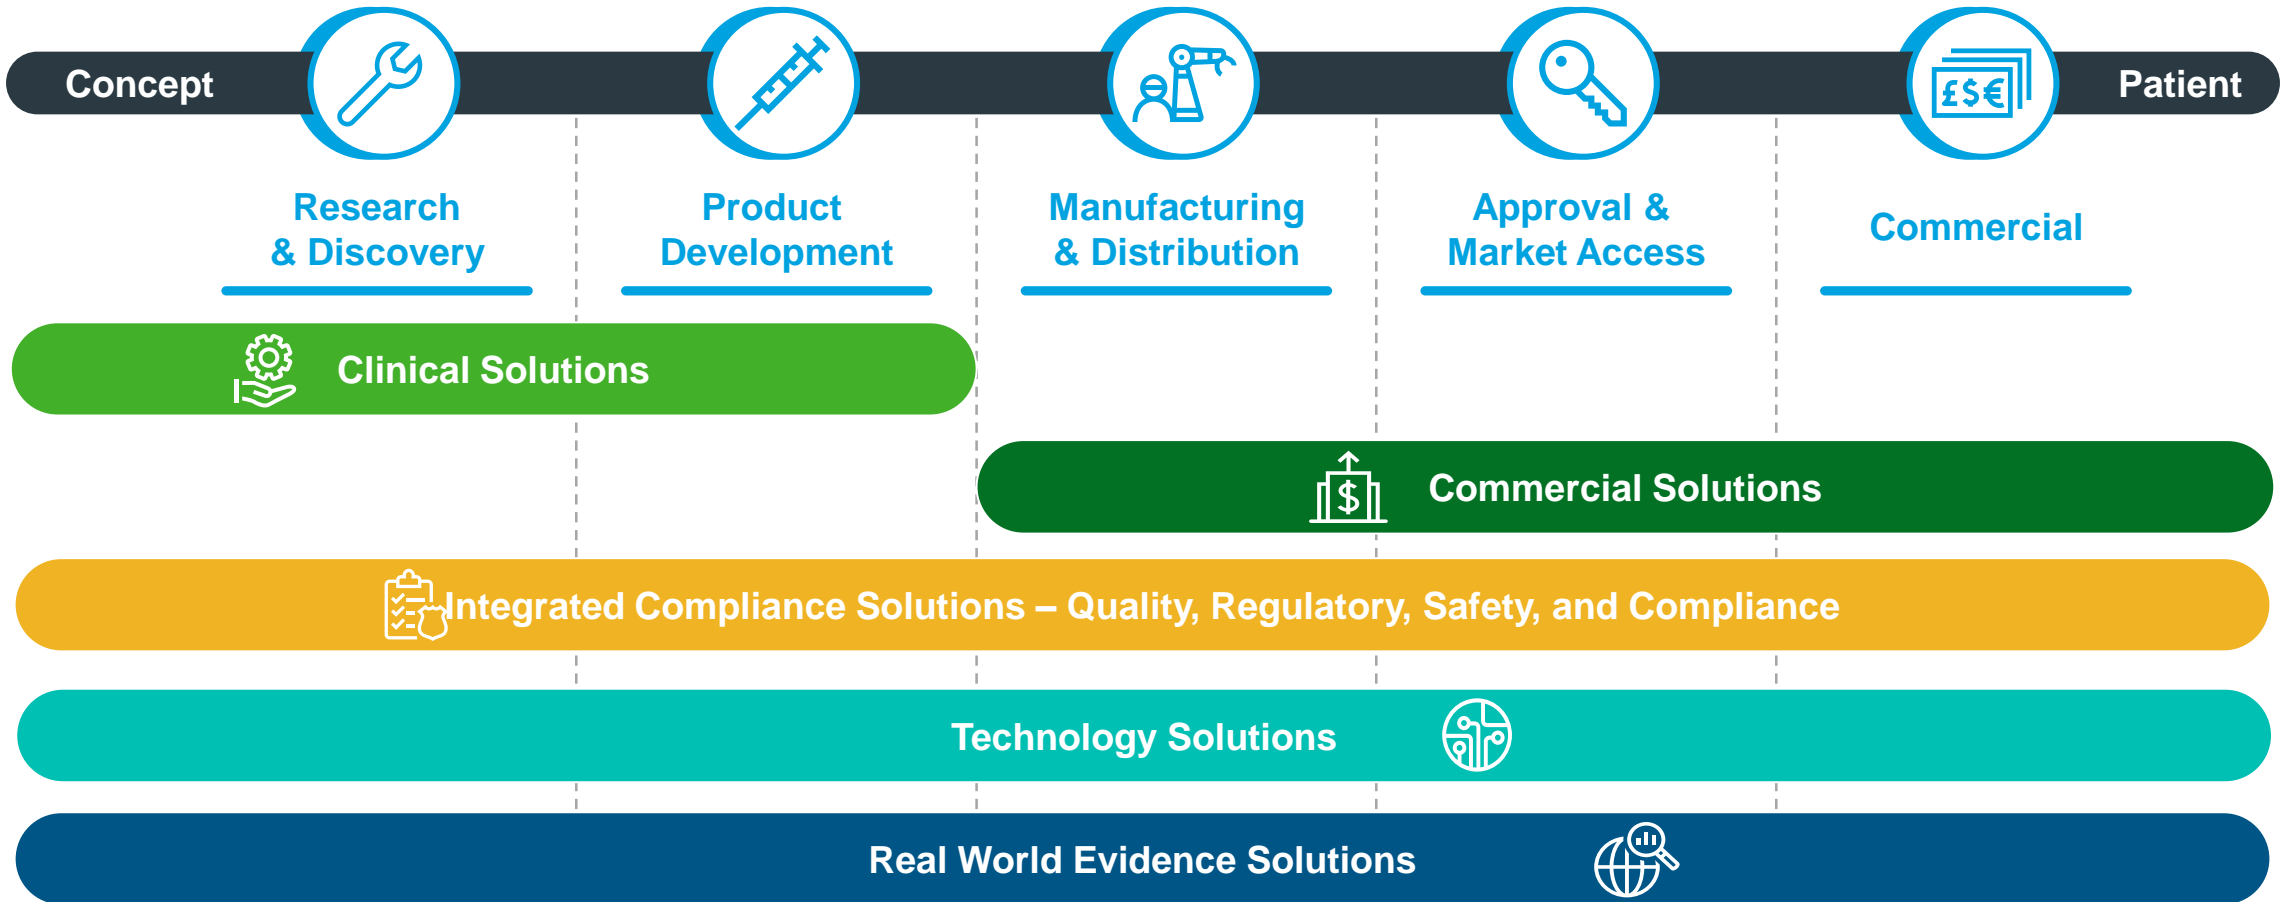 Concept
Patient
£$€
Research
& Discovery
Product
Development
Manufacturing
& Distribution
Approval &
Market Access
Commercial
Clinical Solutions
$
Commercial Solutions
Integrated Compliance Solutions – Quality, Regulatory, Safety, and Compliance
Technology Solutions
Real World Evidence Solutions